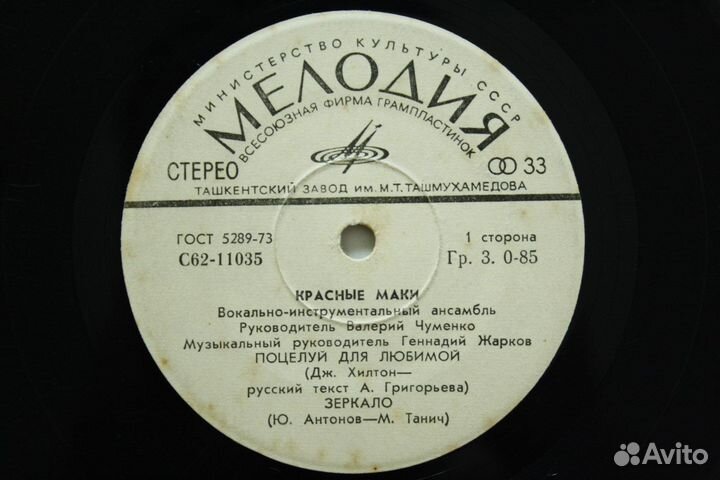 МИНИСТЕРСТВО КУЛЬТУРЫ СССР
МЕЛОДИЯ
ВСЕСОЮЗНАЯ ФИРМА ГРАМПЛАСТИНОК
СТЕРЕО 33
ТАШКЕНТСКИЙ ЗАВОД ИМ. М.Т. ТАШМУХАМЕДОВА
ГОСТ 5289-73 1 сторона
С62-11035 Гр. 3. 0-85
КРАСНЫЕ МАКИ
Вокально-инструментальный ансамбль
Руководитель Валерий Чуменко
Музыкальный руководитель Геннадий Жарков
ПОЦЕЛУЙ ДЛЯ ЛЮБИМОЙ
(Дж. Хилтон—
русский текст А. Григорьева)
ЗЕРКАЛО
(Ю. Антонов—М. Танич)
Avito